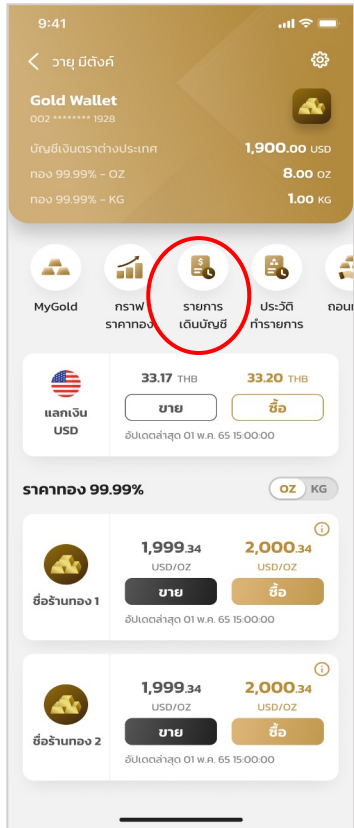 9:41
วายุ มีตังค์
Gold Wallet
002 ******** 1928
บัญชีเงินตราต่างประเทศ 1,900.00 USD
ทอง 99.99% - OZ 8.00 OZ
ทอง 99.99% - KG 1.00 KG
MyGold กราฟ รายการ ประวัติ ถอน
ราคาทอง เดินบัญชี ทำรายการ
33.17 THB 33.20 THB
แลกเงิน ขาย ซื้อ
USD อัปเดตล่าสุด 01 พ.ค. 65 15:00:00
ราคาทอง 99.99% OZ KG
1,999.34 2,000.34
USD/OZ USD/OZ
ชื่อร้านทอง 1 ขาย ซื้อ
อัปเดตล่าสุด 01 พ.ค. 65 15:00:00
1,999.34 2,000.34
USD/OZ USD/OZ
ชื่อร้านทอง 2 ขาย ซื้อ
อัปเดตล่าสุด 01 พ.ค. 65 15:00:00